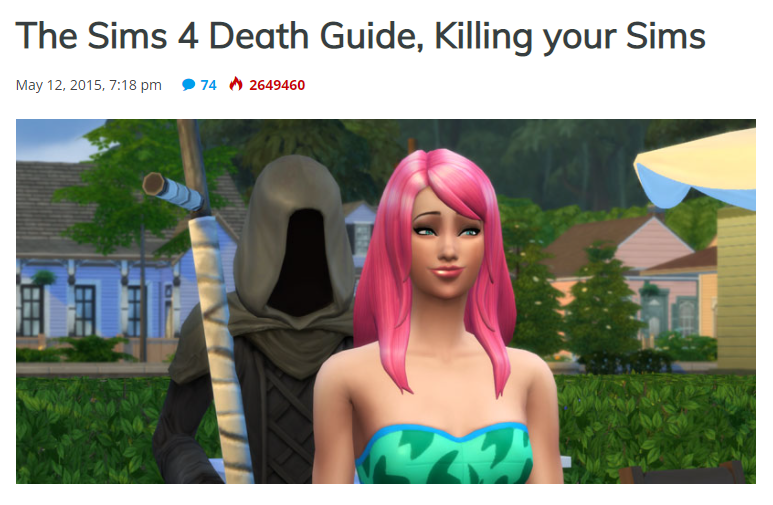 The Sims 4 Death Guide, Killing your Sims
May 12, 2015, 7:18 pm 74 2649460